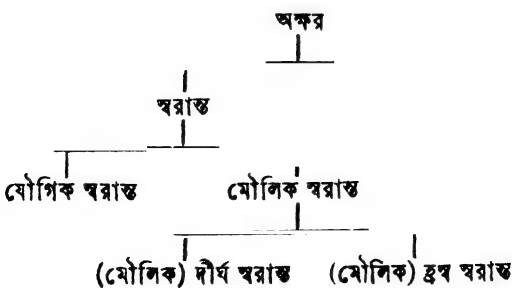 অক্ষর
স্বরান্ত
যৌগিক স্বরান্ত মৌলিক স্বরান্ত
(মৌলিক) দীর্ঘ স্বরান্ত (মৌলিক) হ্রস্ব স্বরান্ত